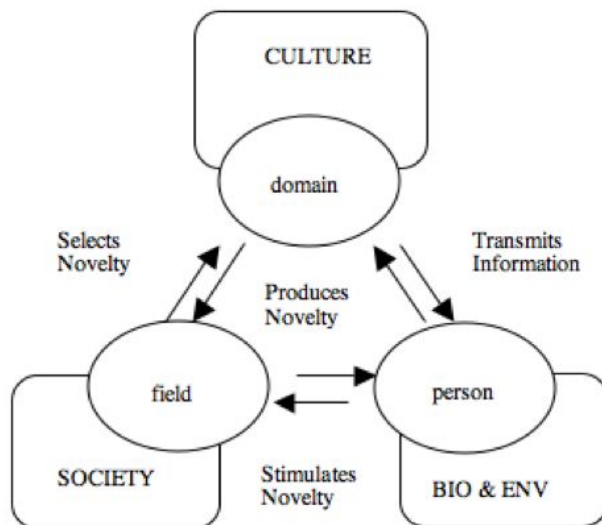 CULTURE
domain
Selects
Novelty
Transmits
Information
Produces
Novelty
field
person
SOCIETY
Stimulates
Novelty
BIO & ENV